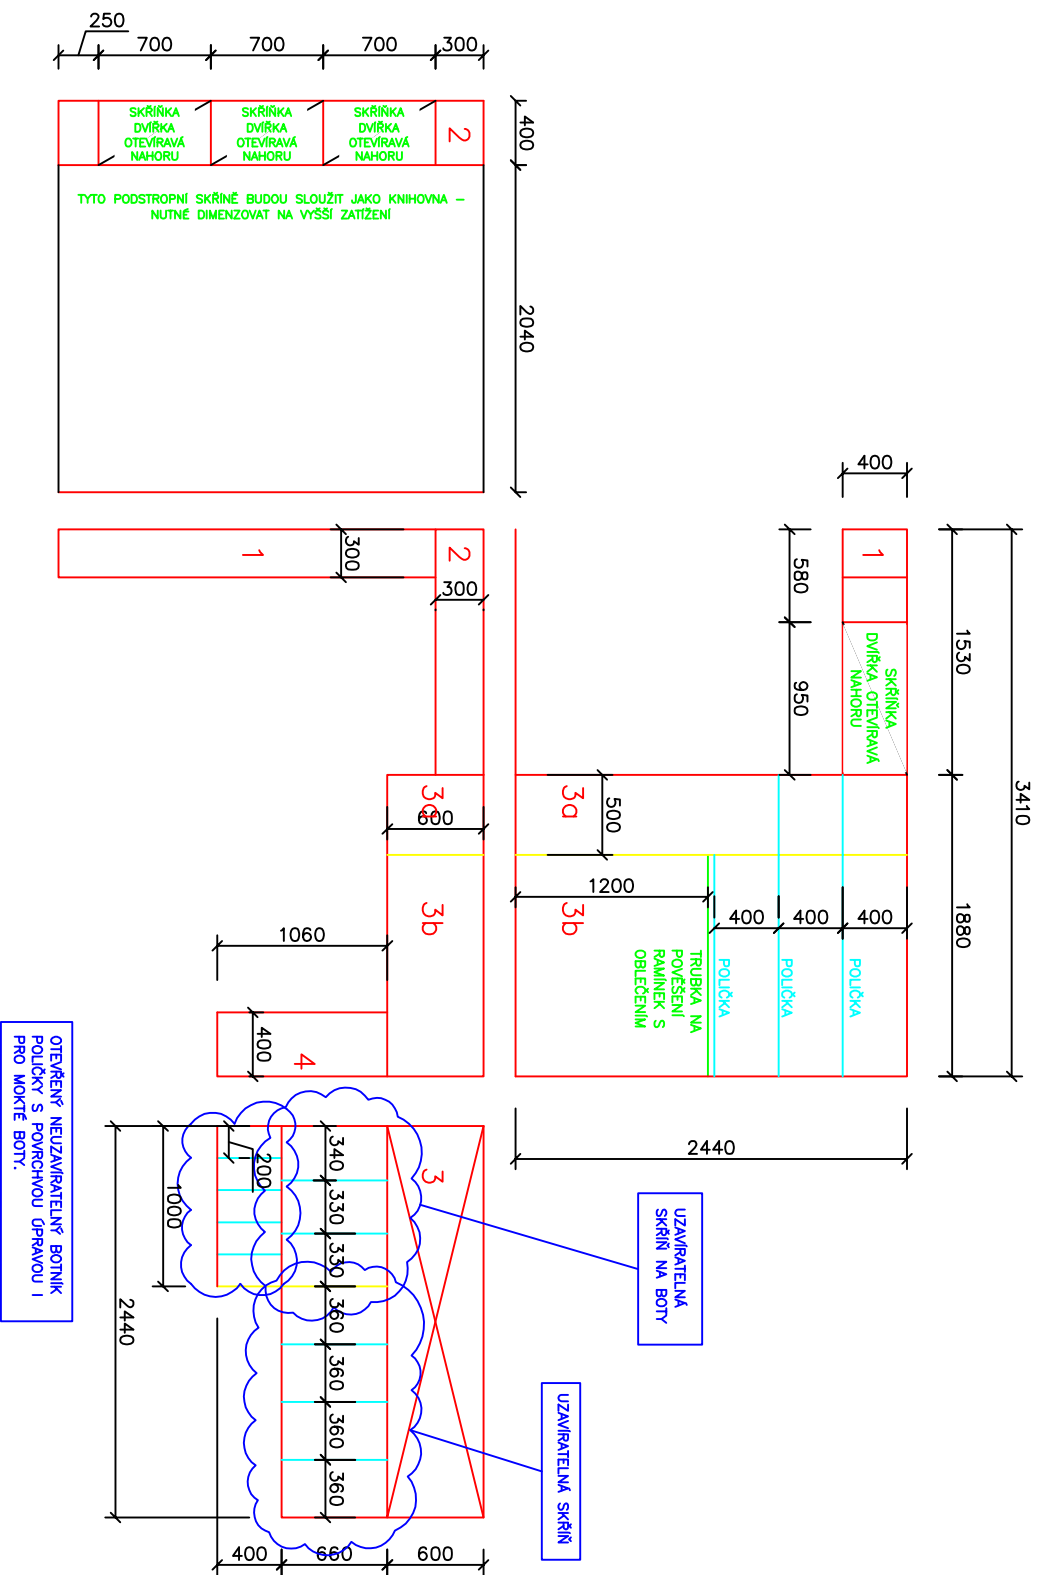 250
700
700
700
300
SKŘÍŇKA
DVÍŘKA
OTEVÍRAVÁ
NAHORU
SKŘÍŇKA
DVÍŘKA
OTEVÍRAVÁ
NAHORU
SKŘÍŇKA
DVÍŘKA
OTEVÍRAVÁ
NAHORU
2
400
TYTO PODSTROPNÍ SKŘÍNĚ BUDOU SLOUŽIT JAKO KNIHOVNA –
NUTNÉ DIMENZOVAT NA VYŠŠÍ ZATÍŽENÍ
2040
400
1
580
1530
3410
SKŘÍŇKA
DVÍŘKA OTEVÍRAVÁ
NAHORU
950
1
300
2
300
3a
600
3a
500
3b
3b
1200
400
400
400
1880
POLIČKA
POLIČKA
POLIČKA
TRUBKA NA
POVĚŠENÍ
RAMÍNEK S
OBLEČENÍM
1060
400
4
2440
OTEVŘENÝ NEUZAVÍRATELNÝ BOTNÍK
POLIČKY S POVRCHVOU ÚPRAVOU I
PRO MOKTÉ BOTY.
3
340
330
330
360
360
360
360
200
1000
2440
UZAVÍRATELNÁ
SKŘÍŇ NA BOTY
UZAVÍRATELNÁ SKŘÍŇ
400
660
600